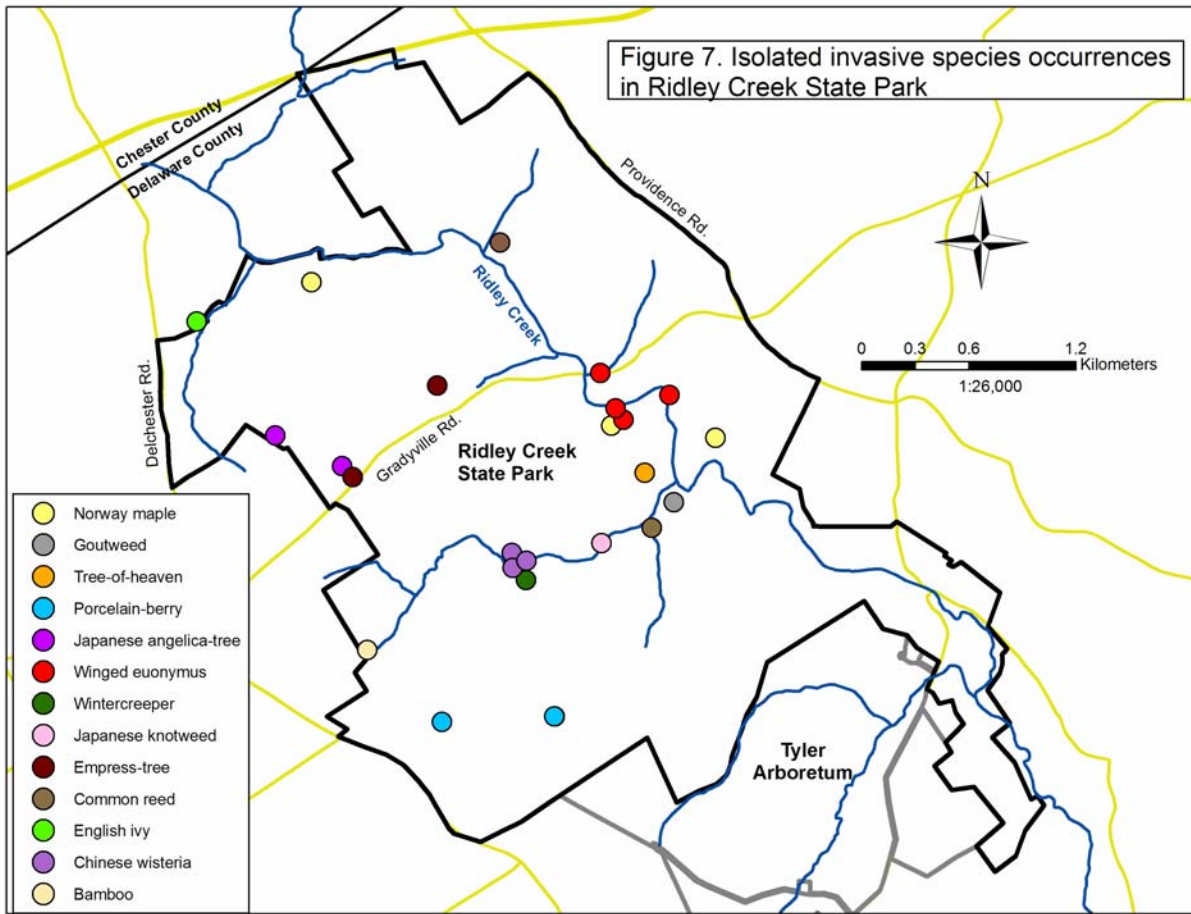 Figure 7. Isolated invasive species occurrences
in Ridley Creek State Park
Chester County
Delaware County
Providence Rd.
N
Ridley Creek
0 0.3 0.6 1.2
Kilometers
1:26,000
Delchester Rd.
Gradyville Rd.
Ridley Creek
State Park
Norway maple
Goutweed
Tree-of-heaven
Porcelain-berry
Japanese angelica-tree
Winged euonymus
Wintercreeper
Japanese knotweed
Empress-tree
Common reed
English ivy
Chinese wisteria
Bamboo
Tyler
Arboretum